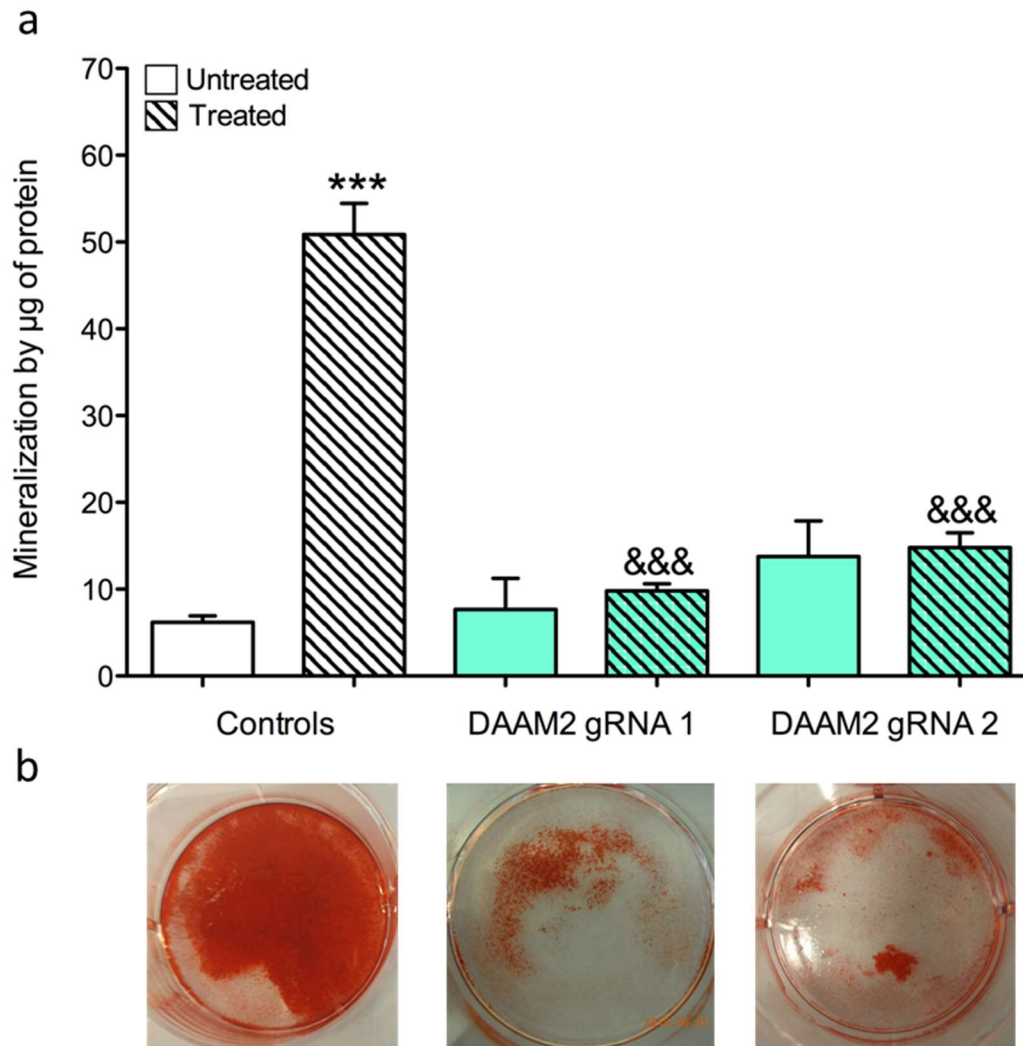 a
70
60
50
40
30
20
10
0
Mineralization by µg of protein
Untreated
Treated
***
&&&
&&&
Controls
DAAM2 gRNA 1
DAAM2 gRNA 2
b